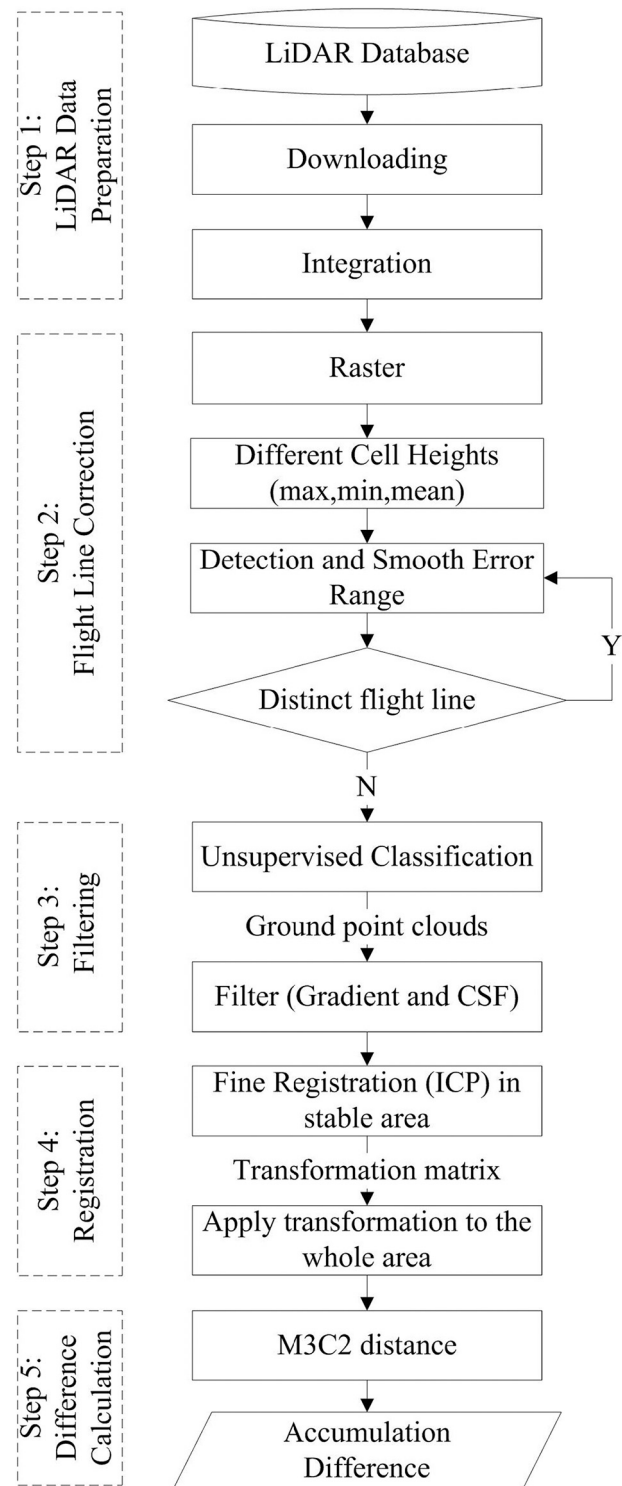 Step 1:
LiDAR Data
Preparation
LiDAR Database
Downloading
Integration
Step 2:
Flight Line Correction
Raster
Different Cell Heights
(max,min,mean)
Detection and Smooth Error
Range
Y
Distinct flight line
N
Step 3:
Filtering
Unsupervised Classification
Ground point clouds
Filter (Gradient and CSF)
Step 4:
Registration
Fine Registration (ICP) in
stable area
Transformation matrix
Apply transformation to the
whole area
Step 5:
Difference
Calculation
M3C2 distance
Accumulation
Difference